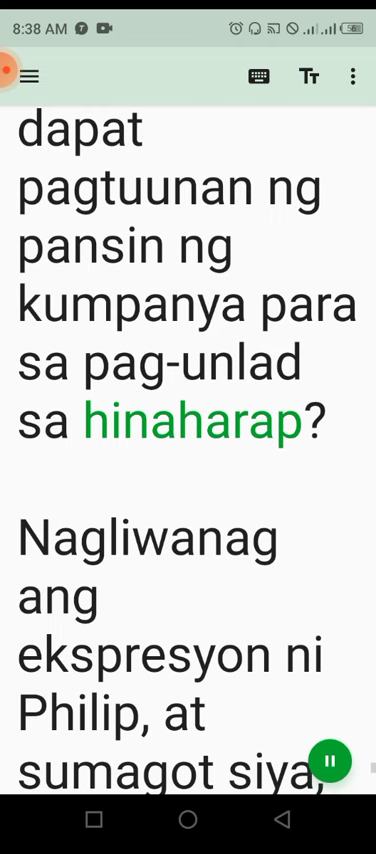 8:38 AM
dapat
pagtuunan ng
pansin ng
kumpanya para
sa pag-unlad
sa hinaharap?
Nagliwanag
ang
ekspresyon ni
Philip, at
sumagot siya,